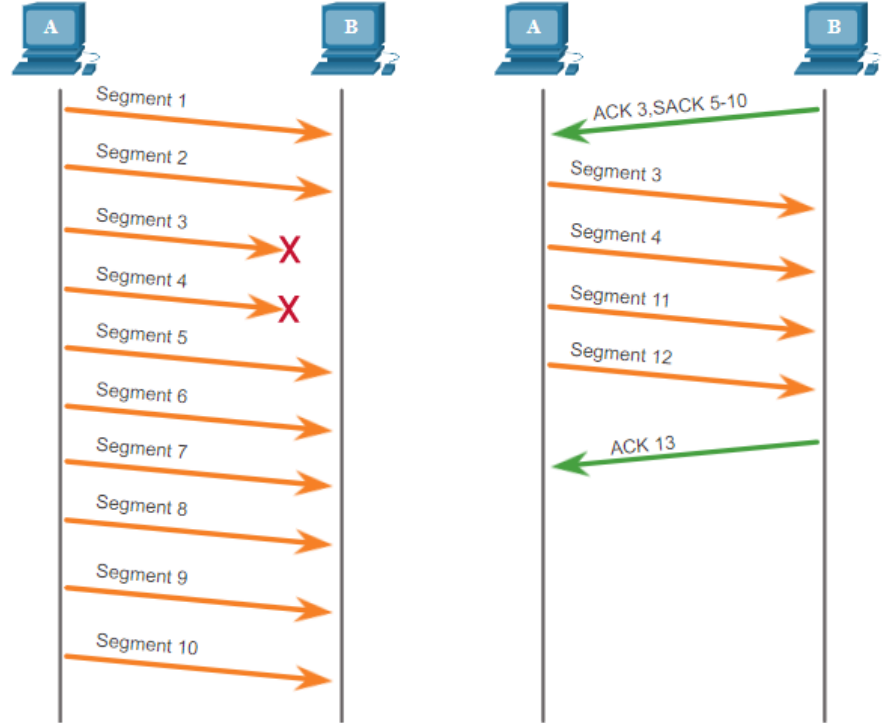 A
B
Segment 1
Segment 2
Segment 3
X
Segment 4
X
Segment 5
Segment 6
Segment 7
Segment 8
Segment 9
Segment 10
A
B
ACK 3,SACK 5-10
Segment 3
Segment 4
Segment 11
Segment 12
ACK 13